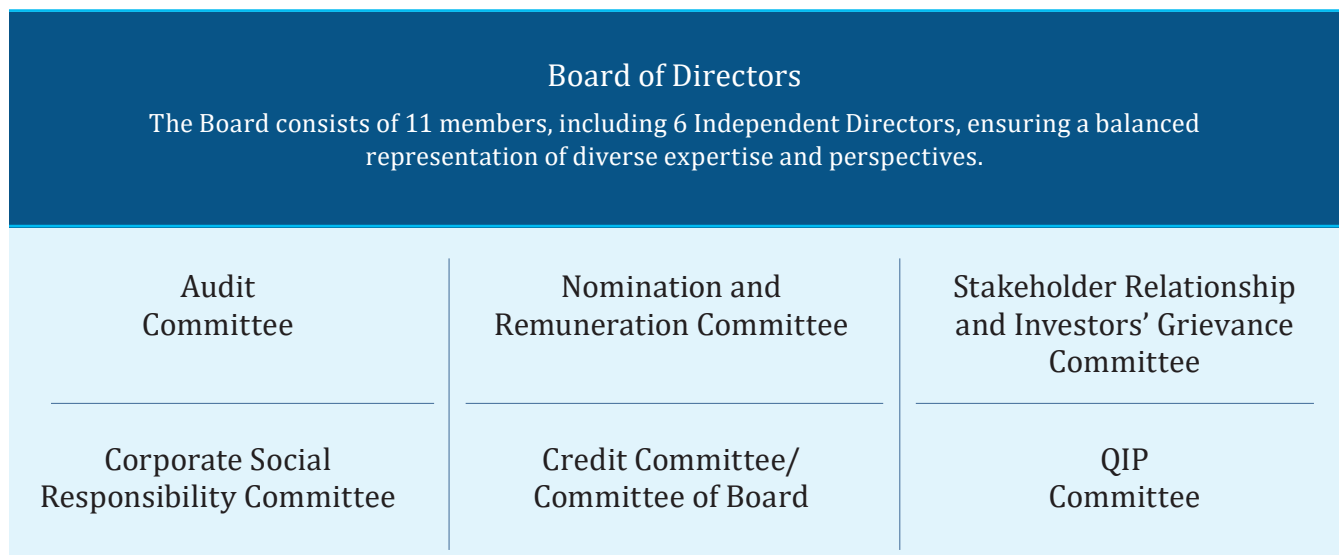 Board of Directors
The Board consists of 11 members, including 6 Independent Directors, ensuring a balanced
representation of diverse expertise and perspectives.
Audit
Committee
Nomination and
Remuneration Committee
Stakeholder Relationship
and Investors’ Grievance
Committee
Corporate Social
Responsibility Committee
Credit Committee/
Committee of Board
QIP
Committee